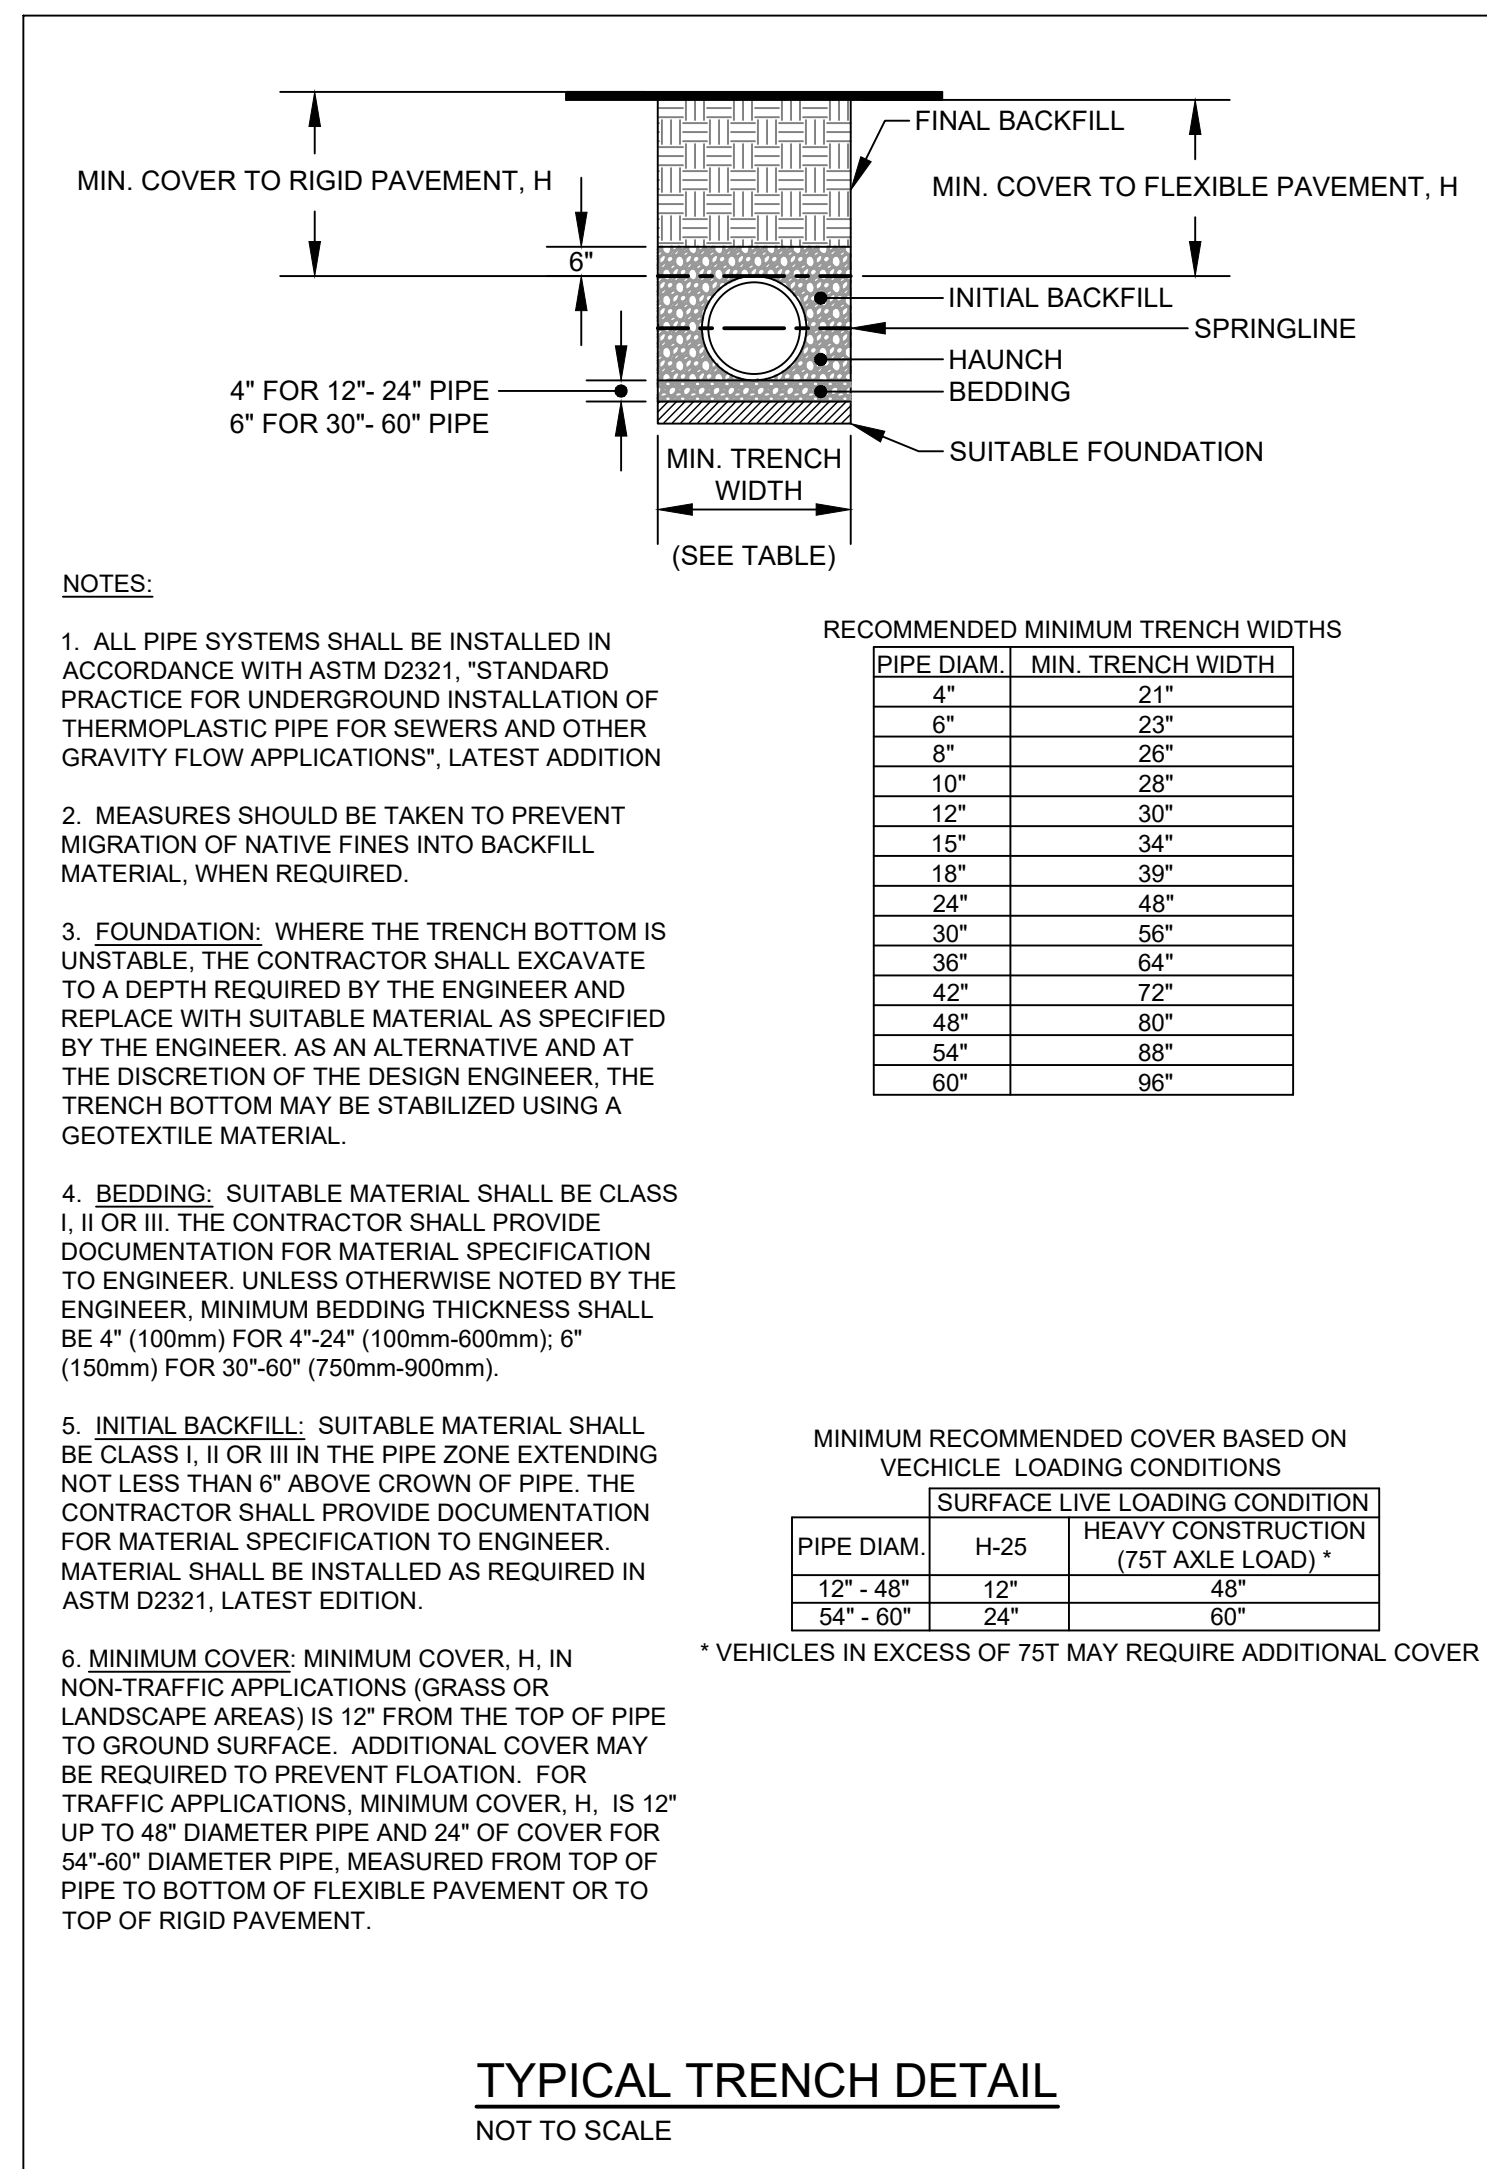 FINAL BACKFILL
MIN. COVER TO RIGID PAVEMENT, H
MIN. COVER TO FLEXIBLE PAVEMENT, H
6"
INITIAL BACKFILL
SPRINGLINE
HAUNCH
4" FOR 12"- 24" PIPE
BEDDING
6" FOR 30"- 60" PIPE
SUITABLE FOUNDATION
MIN. TRENCH
WIDTH
(SEE TABLE)
NOTES:
1. ALL PIPE SYSTEMS SHALL BE INSTALLED IN
ACCORDANCE WITH ASTM D2321, "STANDARD
PRACTICE FOR UNDERGROUND INSTALLATION OF
THERMOPLASTIC PIPE FOR SEWERS AND OTHER
GRAVITY FLOW APPLICATIONS", LATEST ADDITION
2. MEASURES SHOULD BE TAKEN TO PREVENT
MIGRATION OF NATIVE FINES INTO BACKFILL
MATERIAL, WHEN REQUIRED.
3. FOUNDATION: WHERE THE TRENCH BOTTOM IS
UNSTABLE, THE CONTRACTOR SHALL EXCAVATE
TO A DEPTH REQUIRED BY THE ENGINEER AND
REPLACE WITH SUITABLE MATERIAL AS SPECIFIED
BY THE ENGINEER. AS AN ALTERNATIVE AND AT
THE DISCRETION OF THE DESIGN ENGINEER, THE
TRENCH BOTTOM MAY BE STABILIZED USING A
GEOTEXTILE MATERIAL.
4. BEDDING: SUITABLE MATERIAL SHALL BE CLASS
I, II OR III. THE CONTRACTOR SHALL PROVIDE
DOCUMENTATION FOR MATERIAL SPECIFICATION
TO ENGINEER. UNLESS OTHERWISE NOTED BY THE
ENGINEER, MINIMUM BEDDING THICKNESS SHALL
BE 4" (100mm) FOR 4"-24" (100mm-600mm); 6"
(150mm) FOR 30"-60" (750mm-900mm).
5. INITIAL BACKFILL: SUITABLE MATERIAL SHALL
BE CLASS I, II OR III IN THE PIPE ZONE EXTENDING
NOT LESS THAN 6" ABOVE CROWN OF PIPE. THE
CONTRACTOR SHALL PROVIDE DOCUMENTATION
FOR MATERIAL SPECIFICATION TO ENGINEER.
MATERIAL SHALL BE INSTALLED AS REQUIRED IN
ASTM D2321, LATEST EDITION.
6. MINIMUM COVER: MINIMUM COVER, H, IN
NON-TRAFFIC APPLICATIONS (GRASS OR
LANDSCAPE AREAS) IS 12" FROM THE TOP OF PIPE
TO GROUND SURFACE. ADDITIONAL COVER MAY
BE REQUIRED TO PREVENT FLOATION. FOR
TRAFFIC APPLICATIONS, MINIMUM COVER, H, IS 12"
UP TO 48" DIAMETER PIPE AND 24" OF COVER FOR
54"-60" DIAMETER PIPE, MEASURED FROM TOP OF
PIPE TO BOTTOM OF FLEXIBLE PAVEMENT OR TO
TOP OF RIGID PAVEMENT.
RECOMMENDED MINIMUM TRENCH WIDTHS
PIPE DIAM. MIN. TRENCH WIDTH
4" 21"
6" 23"
8" 26"
10" 28"
12" 30"
15" 34"
18" 39"
24" 48"
30" 56"
36" 64"
42" 72"
48" 80"
54" 88"
60" 96"
MINIMUM RECOMMENDED COVER BASED ON
VECHICLE LOADING CONDITIONS
SURFACE LIVE LOADING CONDITION
PIPE DIAM. H-25 HEAVY CONSTRUCTION
(75T AXLE LOAD) *
12" - 48" 12" 48"
54" - 60" 24" 60"
* VEHICLES IN EXCESS OF 75T MAY REQUIRE ADDITIONAL COVER
TYPICAL TRENCH DETAIL
NOT TO SCALE